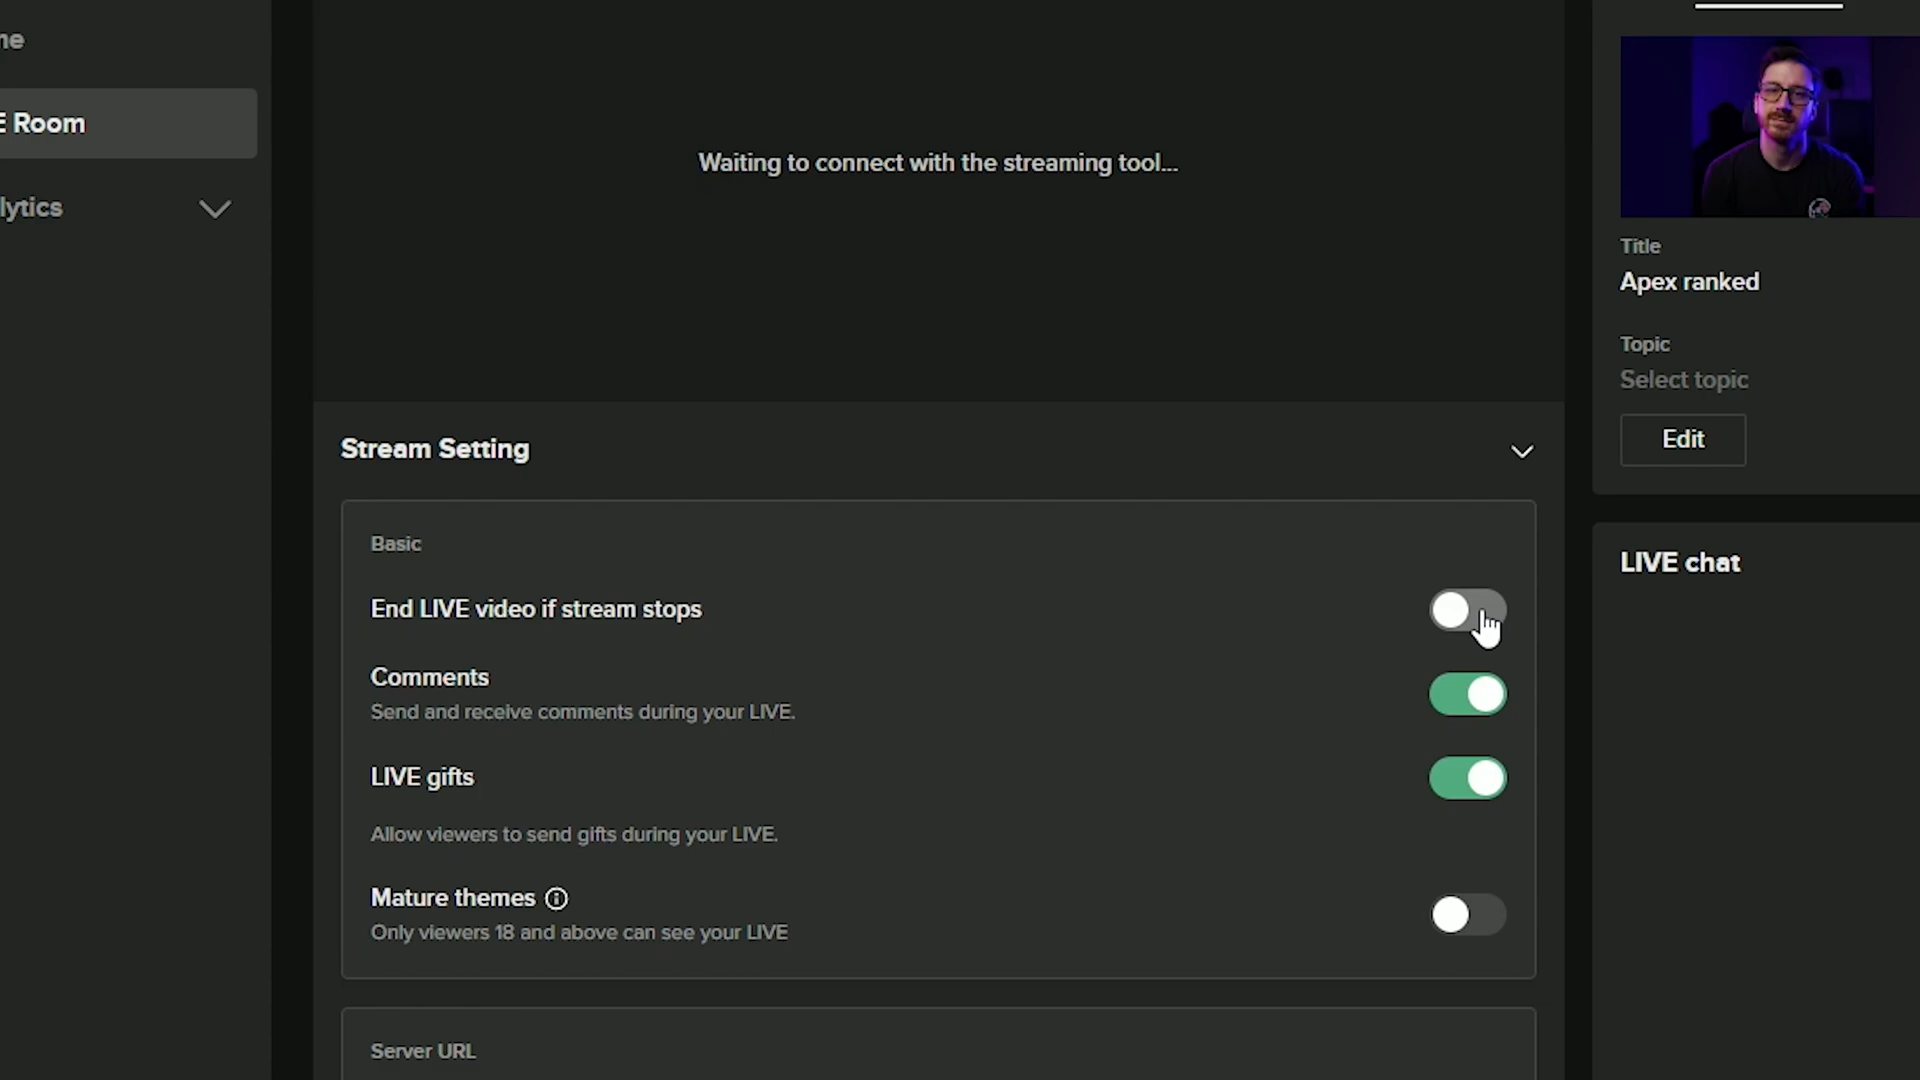 me
E Room
lytics
Waiting to connect with the streaming tool...
Title
Apex ranked
Topic
Select topic
Edit
Stream Setting
Basic
End LIVE video if stream stops
Comments
Send and receive comments during your LIVE.
LIVE gifts
Allow viewers to send gifts during your LIVE.
Mature themes
Only viewers 18 and above can see your LIVE
Server URL
LIVE chat